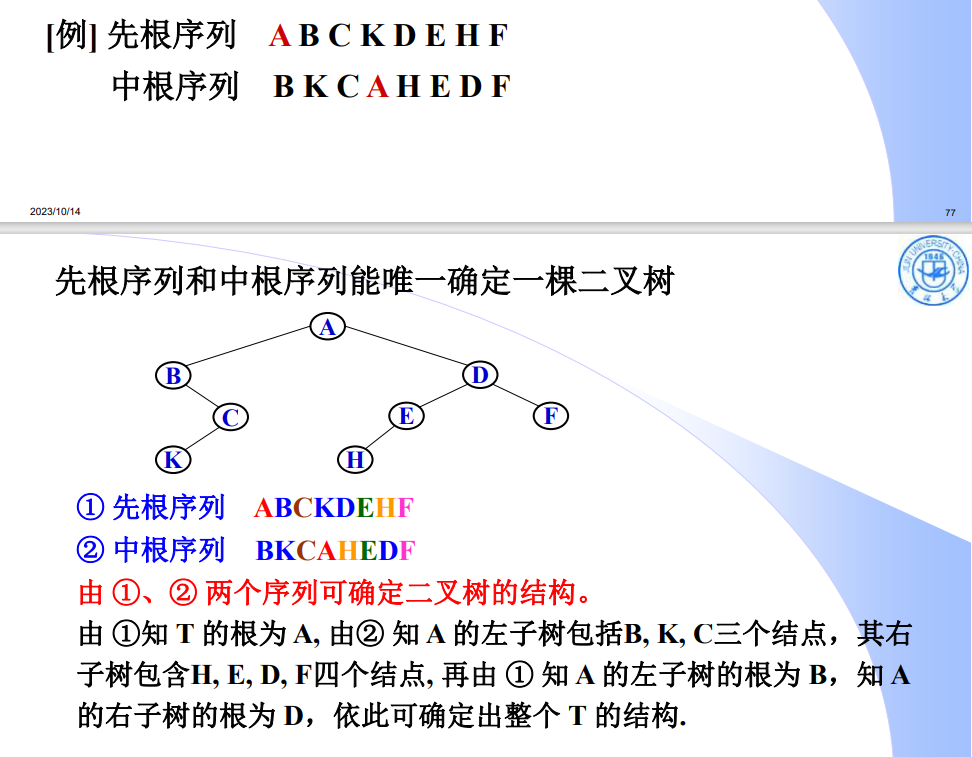 [例] 先根序列 A B C K D E H F
中根序列 B K C A H E D F
2023/10/14
77
JILIN UNIVERSITY·CHINA
1946
先根序列和中根序列能唯一确定一棵二叉树
A
B
D
C
E
F
K
H
① 先根序列 ABCKDEHF
② 中根序列 BKCAHEDF
由 ①、② 两个序列可确定二叉树的结构。
由 ①知 T 的根为 A, 由② 知 A 的左子树包括B, K, C三个结点，其右
子树包含H, E, D, F四个结点, 再由 ① 知 A 的左子树的根为 B，知 A
的右子树的根为 D，依此可确定出整个 T 的结构.